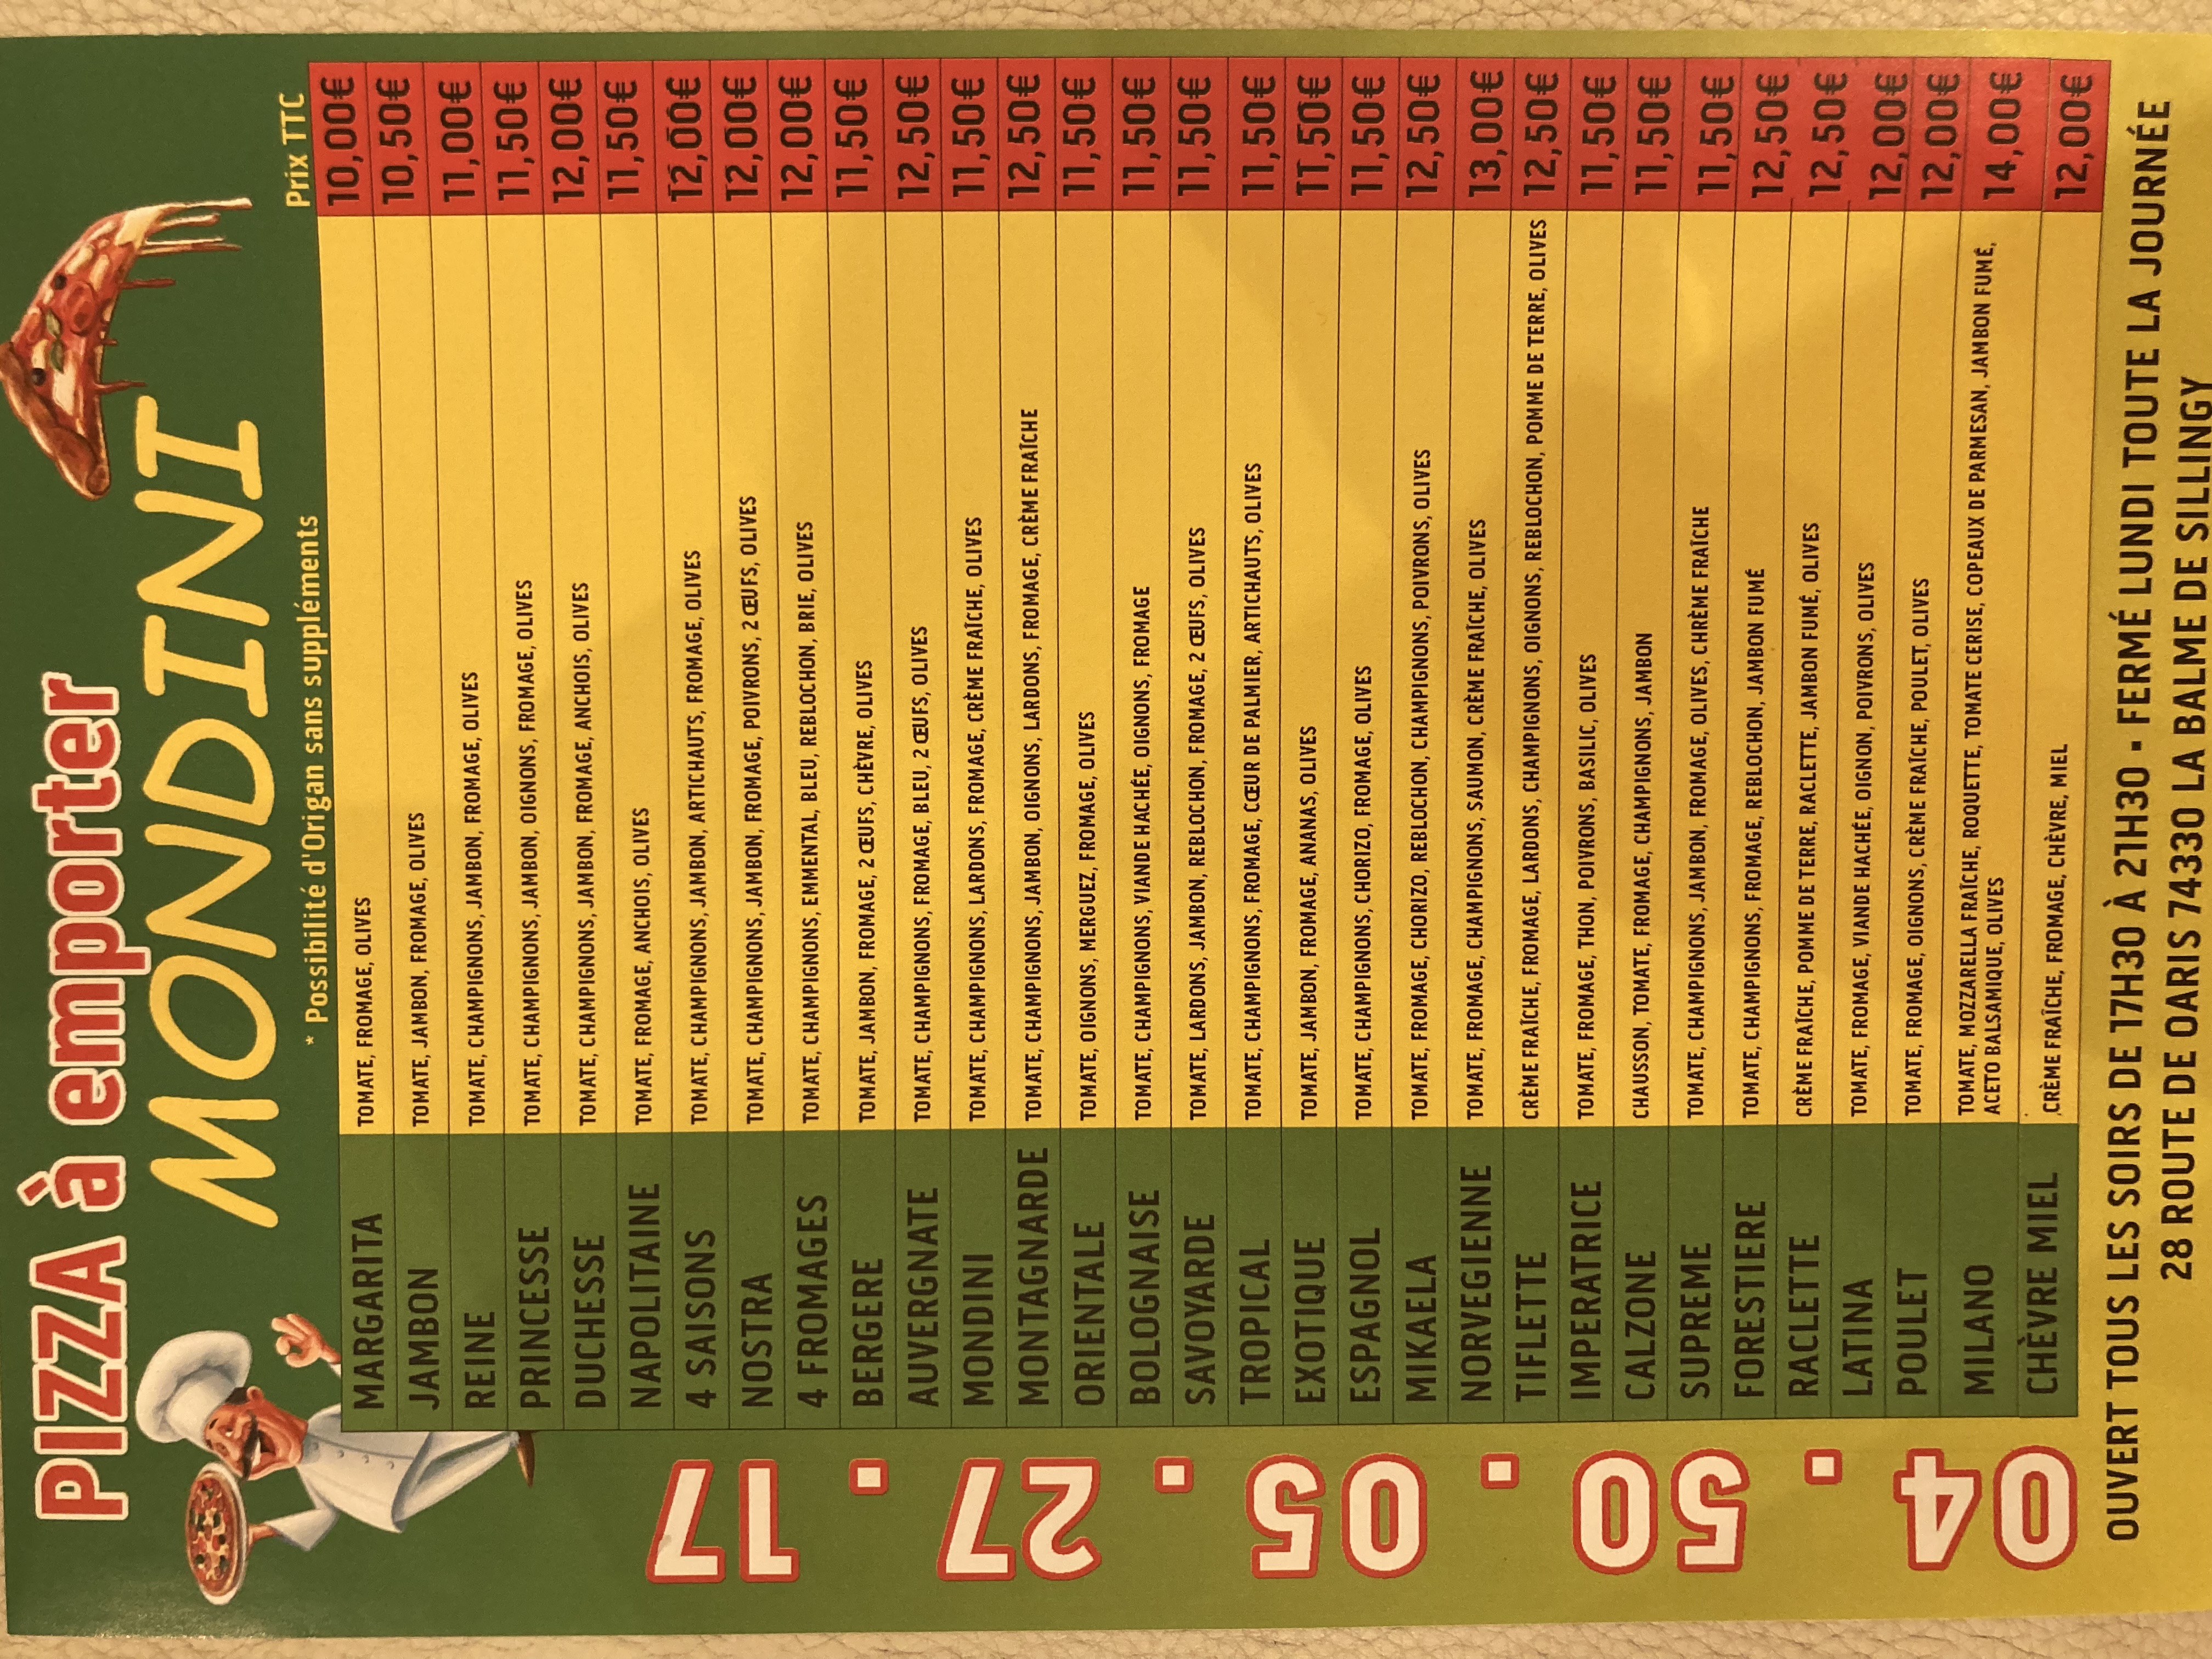 PIZZA à emporter
MONDINI
* Possibilité d'Origan sans suppléments
Prix TTC
MARGARITA TOMATE, FROMAGE, OLIVES 10,00€
JAMBON TOMATE, JAMBON, FROMAGE, OLIVES 10,50€
REINE TOMATE, CHAMPIGNONS, JAMBON, FROMAGE, OLIVES 11,00€
PRINCESSE TOMATE, CHAMPIGNONS, JAMBON, OIGNONS, FROMAGE, OLIVES 11,50€
DUCHESSE TOMATE, CHAMPIGNONS, JAMBON, FROMAGE, ANCHOIS, OLIVES 12,00€
NAPOLITAINE TOMATE, FROMAGE, ANCHOIS, OLIVES 11,50€
4 SAISONS TOMATE, CHAMPIGNONS, JAMBON, ARTICHAUTS, FROMAGE, OLIVES 12,00€
NOSTRA TOMATE, CHAMPIGNONS, JAMBON, FROMAGE, POIVRONS, 2 ŒUFS, OLIVES 12,00€
4 FROMAGES TOMATE, CHAMPIGNONS, EMMENTAL, BLEU, REBLOCHON, BRIE, OLIVES 12,00€
BERGERE TOMATE, JAMBON, FROMAGE, 2 ŒUFS, CHÈVRE, OLIVES 11,50€
AUVERGNATE TOMATE, CHAMPIGNONS, FROMAGE, BLEU, 2 ŒUFS, OLIVES 12,50€
MONDINI TOMATE, CHAMPIGNONS, LARDONS, FROMAGE, CRÈME FRAÎCHE, OLIVES 11,50€
MONTAGNARDE TOMATE, CHAMPIGNONS, JAMBON, OIGNONS, LARDONS, FROMAGE, CRÈME FRAÎCHE 12,50€
ORIENTALE TOMATE, OIGNONS, MERGUEZ, FROMAGE, OLIVES 11,50€
BOLOGNAISE TOMATE, CHAMPIGNONS, VIANDE HACHÉE, OIGNONS, FROMAGE 11,50€
SAVOYARDE TOMATE, LARDONS, JAMBON, REBLOCHON, FROMAGE, 2 ŒUFS, OLIVES 11,50€
TROPICAL TOMATE, CHAMPIGNONS, FROMAGE, CŒUR DE PALMIER, ARTICHAUTS, OLIVES 11,50€
EXOTIQUE TOMATE, JAMBON, FROMAGE, ANANAS, OLIVES 11,50€
ESPAGNOL TOMATE, CHAMPIGNONS, CHORIZO, FROMAGE, OLIVES 11,50€
MIKAELA TOMATE, FROMAGE, CHORIZO, REBLOCHON, CHAMPIGNONS, POIVRONS, OLIVES 12,50€
NORVEGIENNE TOMATE, FROMAGE, CHAMPIGNONS, SAUMON, CRÈME FRAÎCHE, OLIVES 13,00€
TIFLETTE CRÈME FRAÎCHE, FROMAGE, LARDONS, CHAMPIGNONS, OIGNONS, REBLOCHON, POMME DE TERRE, OLIVES 12,50€
IMPERATRICE TOMATE, FROMAGE, THON, POIVRONS, BASILIC, OLIVES 11,50€
CALZONE CHAUSSON, TOMATE, FROMAGE, CHAMPIGNONS, JAMBON 11,50€
SUPREME TOMATE, CHAMPIGNONS, JAMBON, FROMAGE, OLIVES, CHRÈME FRAÎCHE 11,50€
FORESTIERE TOMATE, CHAMPIGNONS, FROMAGE, REBLOCHON, JAMBON FUMÉ 12,50€
RACLETTE CRÈME FRAÎCHE, POMME DE TERRE, RACLETTE, JAMBON FUMÉ, OLIVES 12,50€
LATINA TOMATE, FROMAGE, VIANDE HACHÉE, OIGNON, POIVRONS, OLIVES 12,00€
POULET TOMATE, FROMAGE, OIGNONS, CRÈME FRAÎCHE, POULET, OLIVES 12,00€
MILANO TOMATE, MOZZARELLA FRAÎCHE, ROQUETTE, TOMATE CERISE, COPEAUX DE PARMESAN, JAMBON FUMÉ, 14,00€
ACETO BALSAMIQUE, OLIVES
CHÈVRE MIEL CRÈME FRAÎCHE, FROMAGE, CHÈVRE, MIEL 12,00€
04 . 50 . 05 . 27 . 17
OUVERT TOUS LES SOIRS DE 17H30 À 21H30 - FERMÉ LUNDI TOUTE LA JOURNÉE
28 ROUTE DE OARIS 74330 LA BALME DE SILLINGY